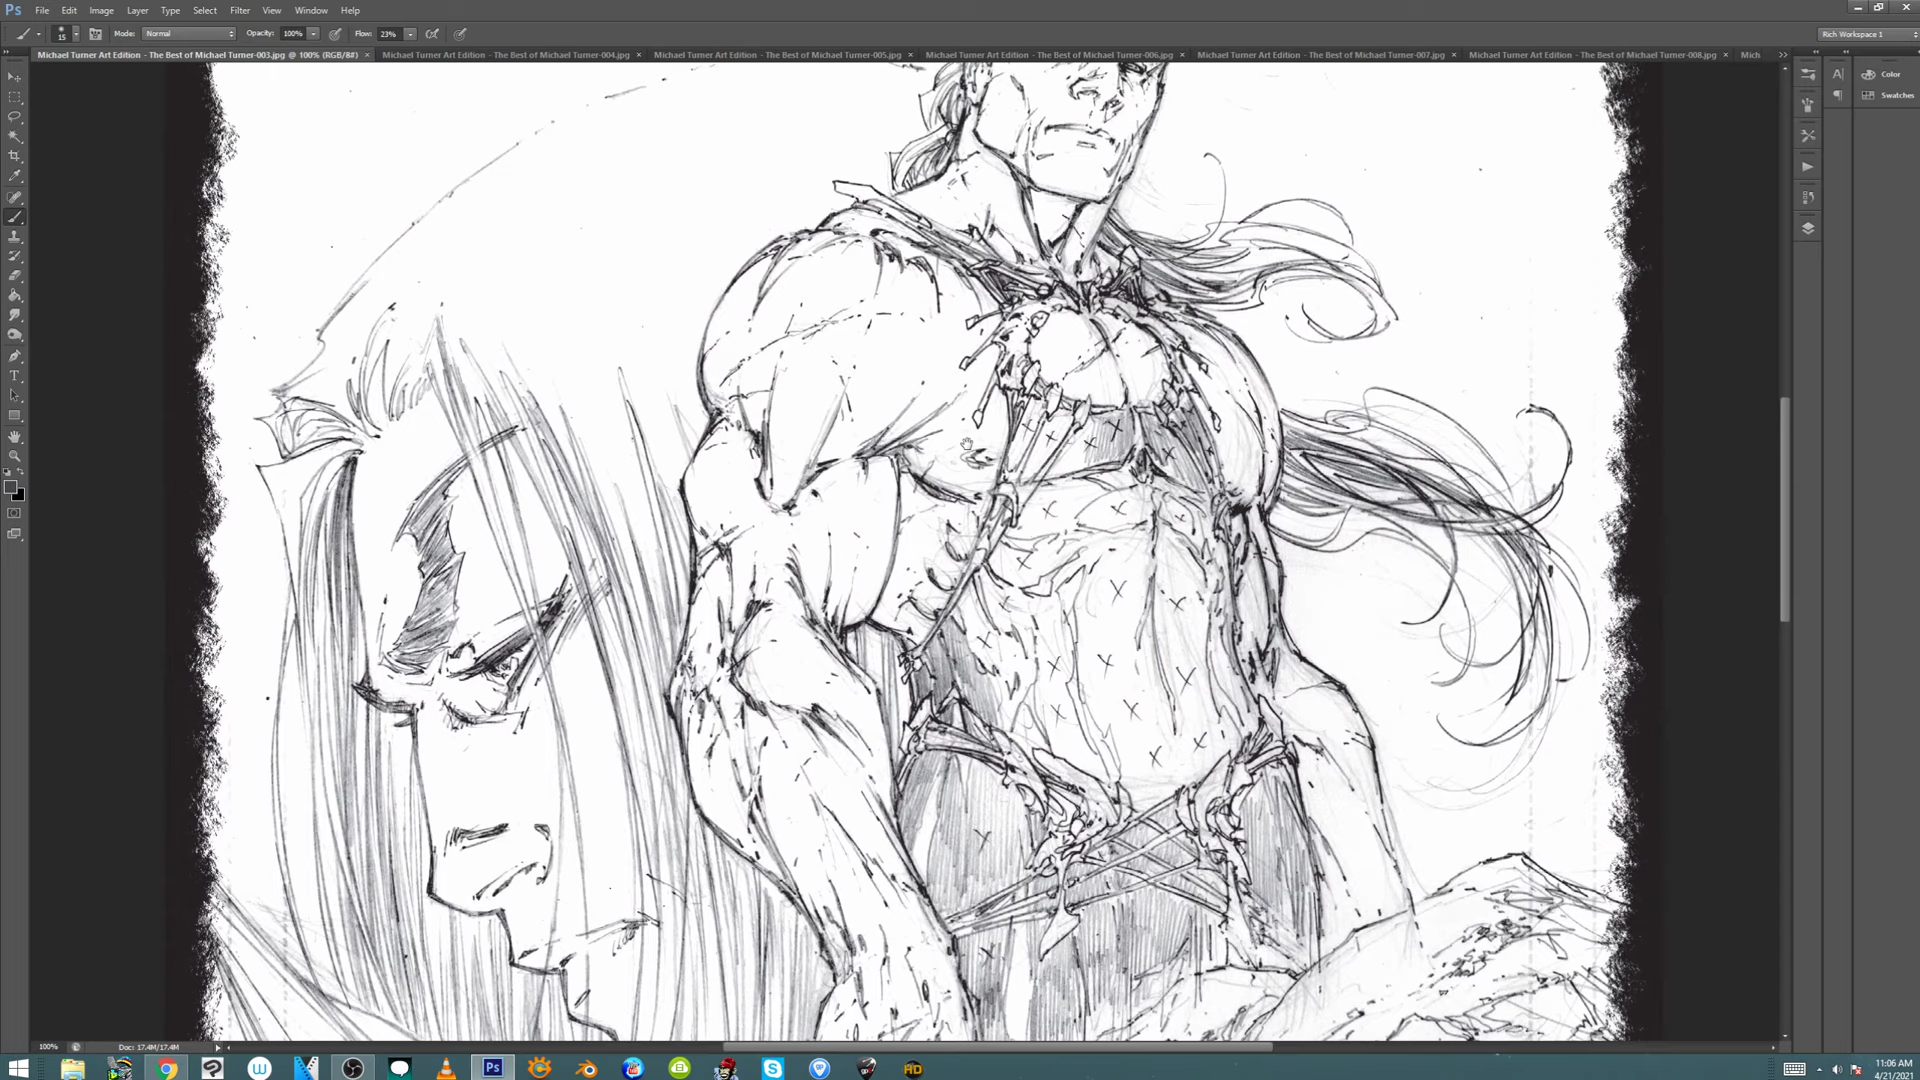 Ps File Edit Image Layer Type Select Filter View Window Help
15 Mode: Normal Opacity: 100% Flow: 23% Rich Workspace 1
Michael Turner Art Edition - The Best of Michael Turner-003.jpg @ 100% (RGB/8#) × Michael Turner Art Edition - The Best of Michael Turner-004.jpg × Michael Turner Art Edition - The Best of Michael Turner-005.jpg × Michael Turner Art Edition - The Best of Michael Turner-006.jpg × Michael Turner Art Edition - The Best of Michael Turner-007.jpg × Michael Turner Art Edition - The Best of Michael Turner-008.jpg × Mich
Color
Swatches
100% Doc: 17.4M/17.4M
Ps HD 11:06 AM
4/21/2021